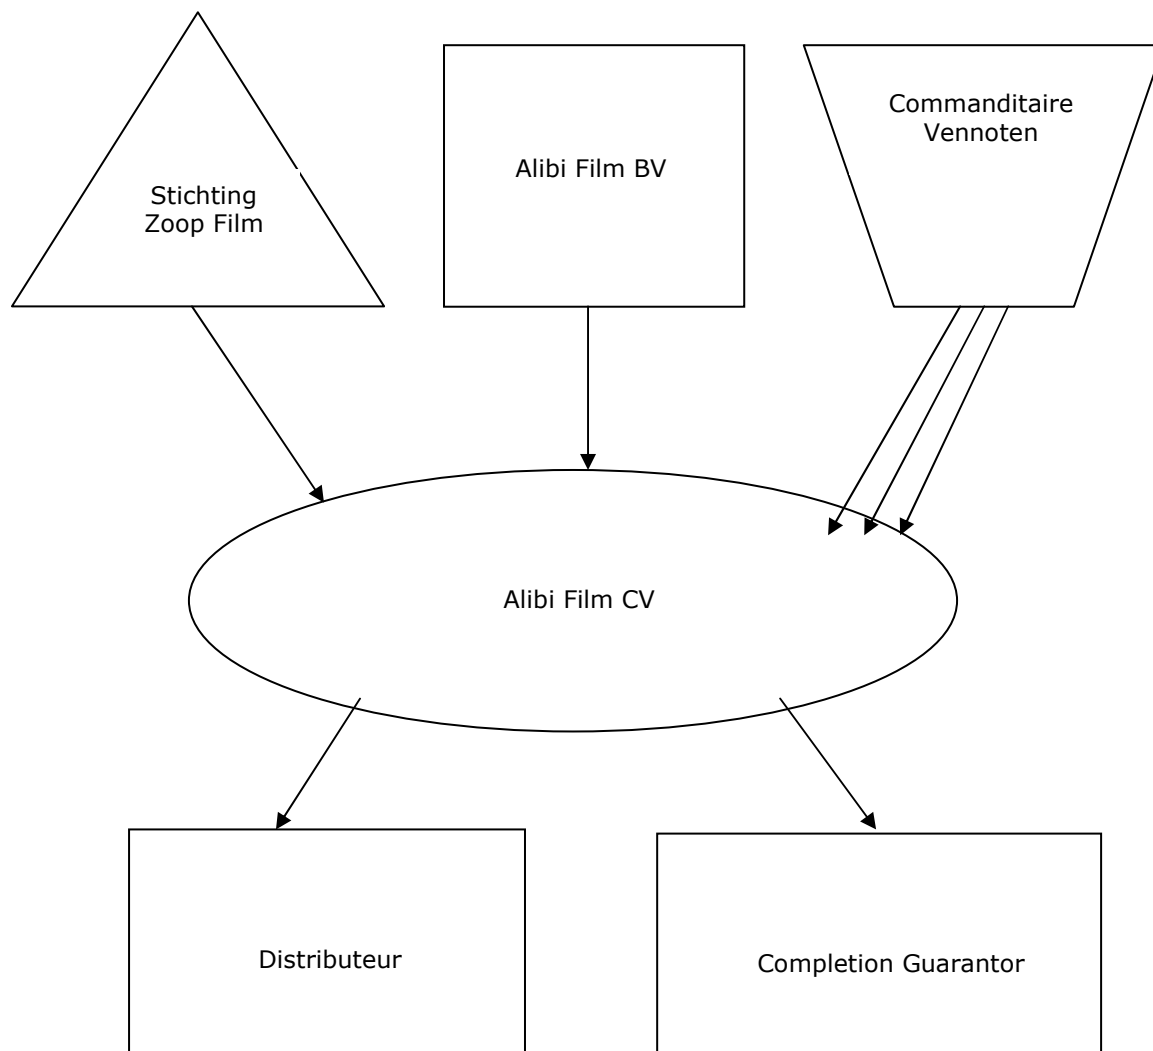 Stichting
Zoop Film
Alibi Film BV
Commanditaire
Vennoten
Alibi Film CV
Distributeur
Completion Guarantor